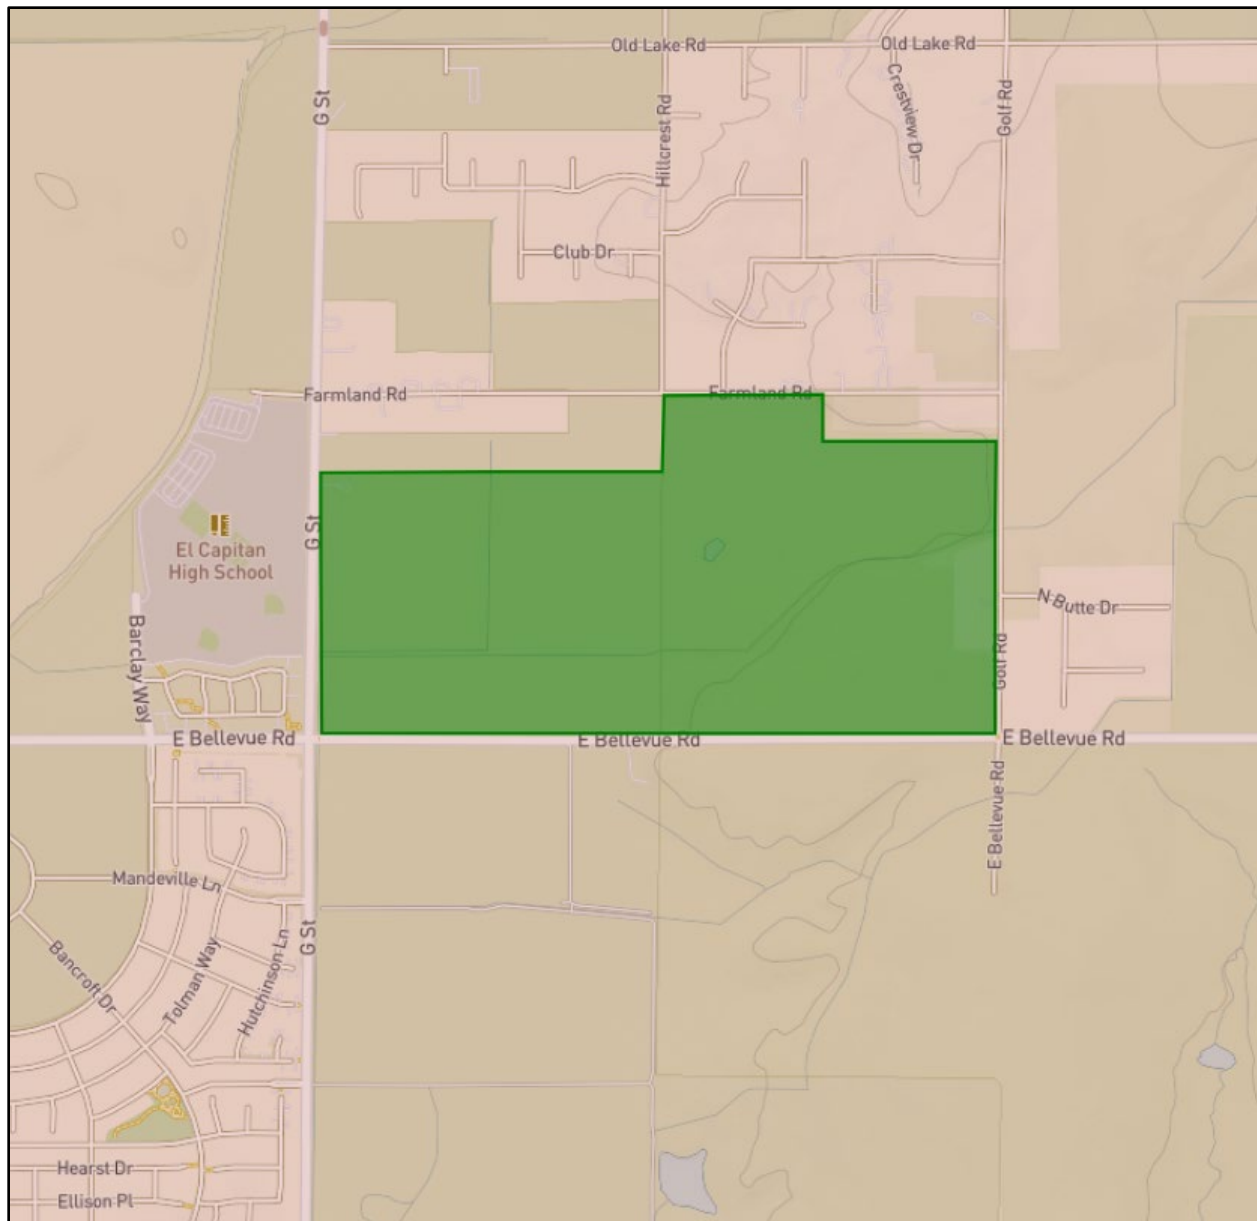 Old Lake Rd
Old Lake Rd
G St
Hillcrest Rd
Crestview Dr
Golf Rd
Club Dr
Farmland Rd
Farmland Rd
G St
El Capitan
High School
N Butte Dr
Barclay Way
Golf Rd
E Bellevue Rd
E Bellevue Rd
E Bellevue Rd
E Bellevue Rd
Mandeville Ln
G St
Bancroft Dr
Tolman Way
Hutchinson Ln
Hearst Dr
Ellison Pl